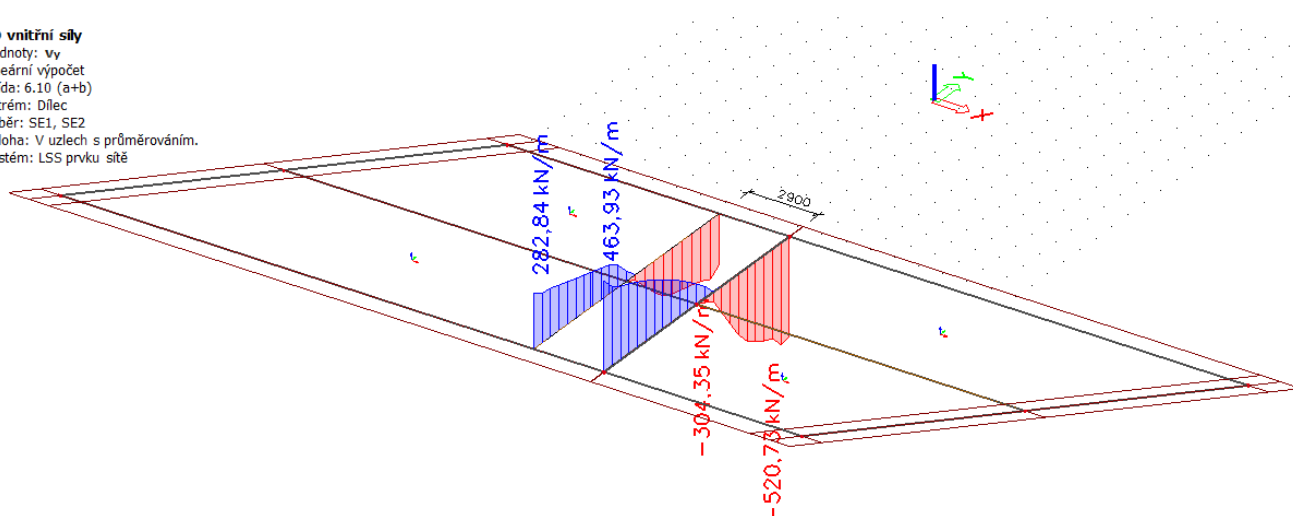 vnitřní síly
dnoty: vy
eární výpočet
ída: 6.10 (a+b)
trém: Dílec
běr: SE1, SE2
loha: V uzlech s průměrováním.
stém: LSS prvku sítě
Y
X
2900
282,84 kN/m
463,93 kN/m
-304,35 kN/m
-520,73 kN/m